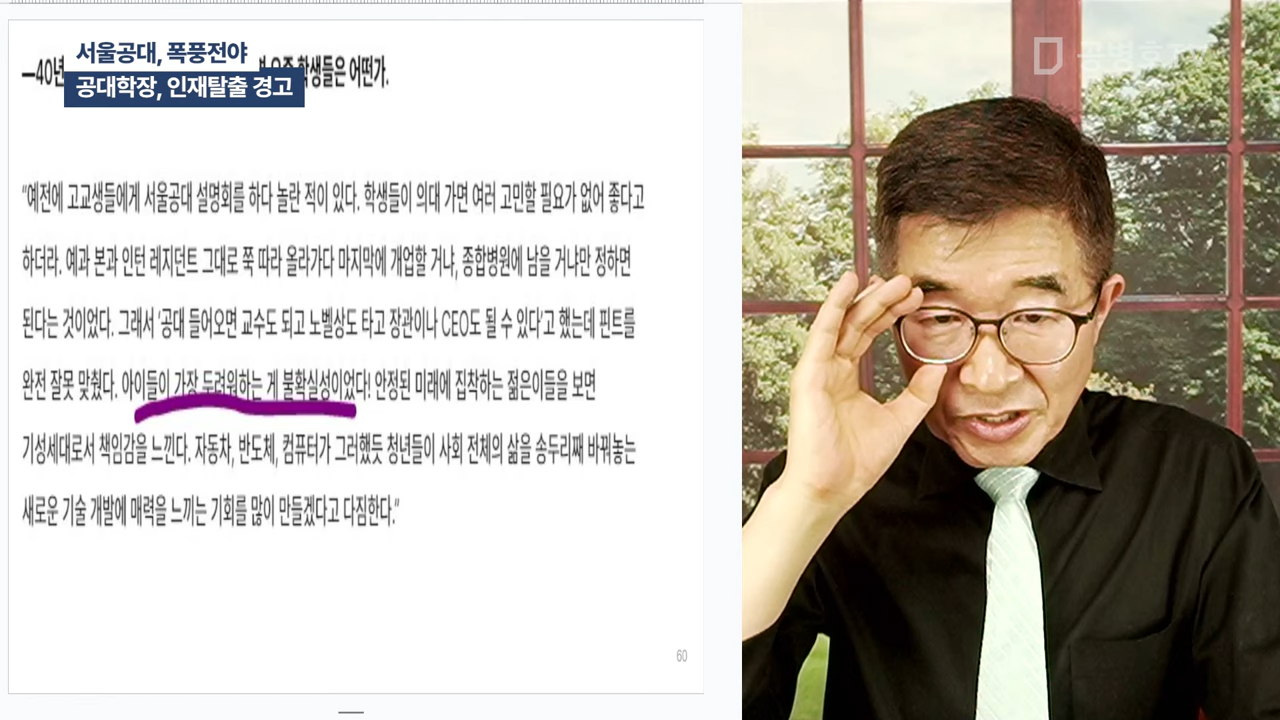 서울공대, 폭풍전야
공대학장, 인재탈출 경고
—40년 학생들은 어떤가.
“예전에 고교생들에게 서울공대 설명회를 하다 놀란 적이 있다. 학생들이 의대 가면 여러 고민할 필요가 없어 좋다고
하더라. 예과 본과 인턴 레지던트 그대로 쭉 따라 올라가다 마지막에 개업할 거냐, 종합병원에 남을 거냐만 정하면
된다는 것이었다. 그래서 ‘공대 들어오면 교수도 되고 노벨상도 타고 장관이나 CEO도 될 수 있다’고 했는데 핀트를
완전 잘못 맞췄다. 아이들이 가장 두려워하는 게 불확실성이었다! 안정된 미래에 집착하는 젊은이들을 보면
기성세대로서 책임감을 느낀다. 자동차, 반도체, 컴퓨터가 그러했듯 청년들이 사회 전체의 삶을 송두리째 바꿔놓는
새로운 기술 개발에 매력을 느끼는 기회를 많이 만들겠다고 다짐한다.”
60
공병호